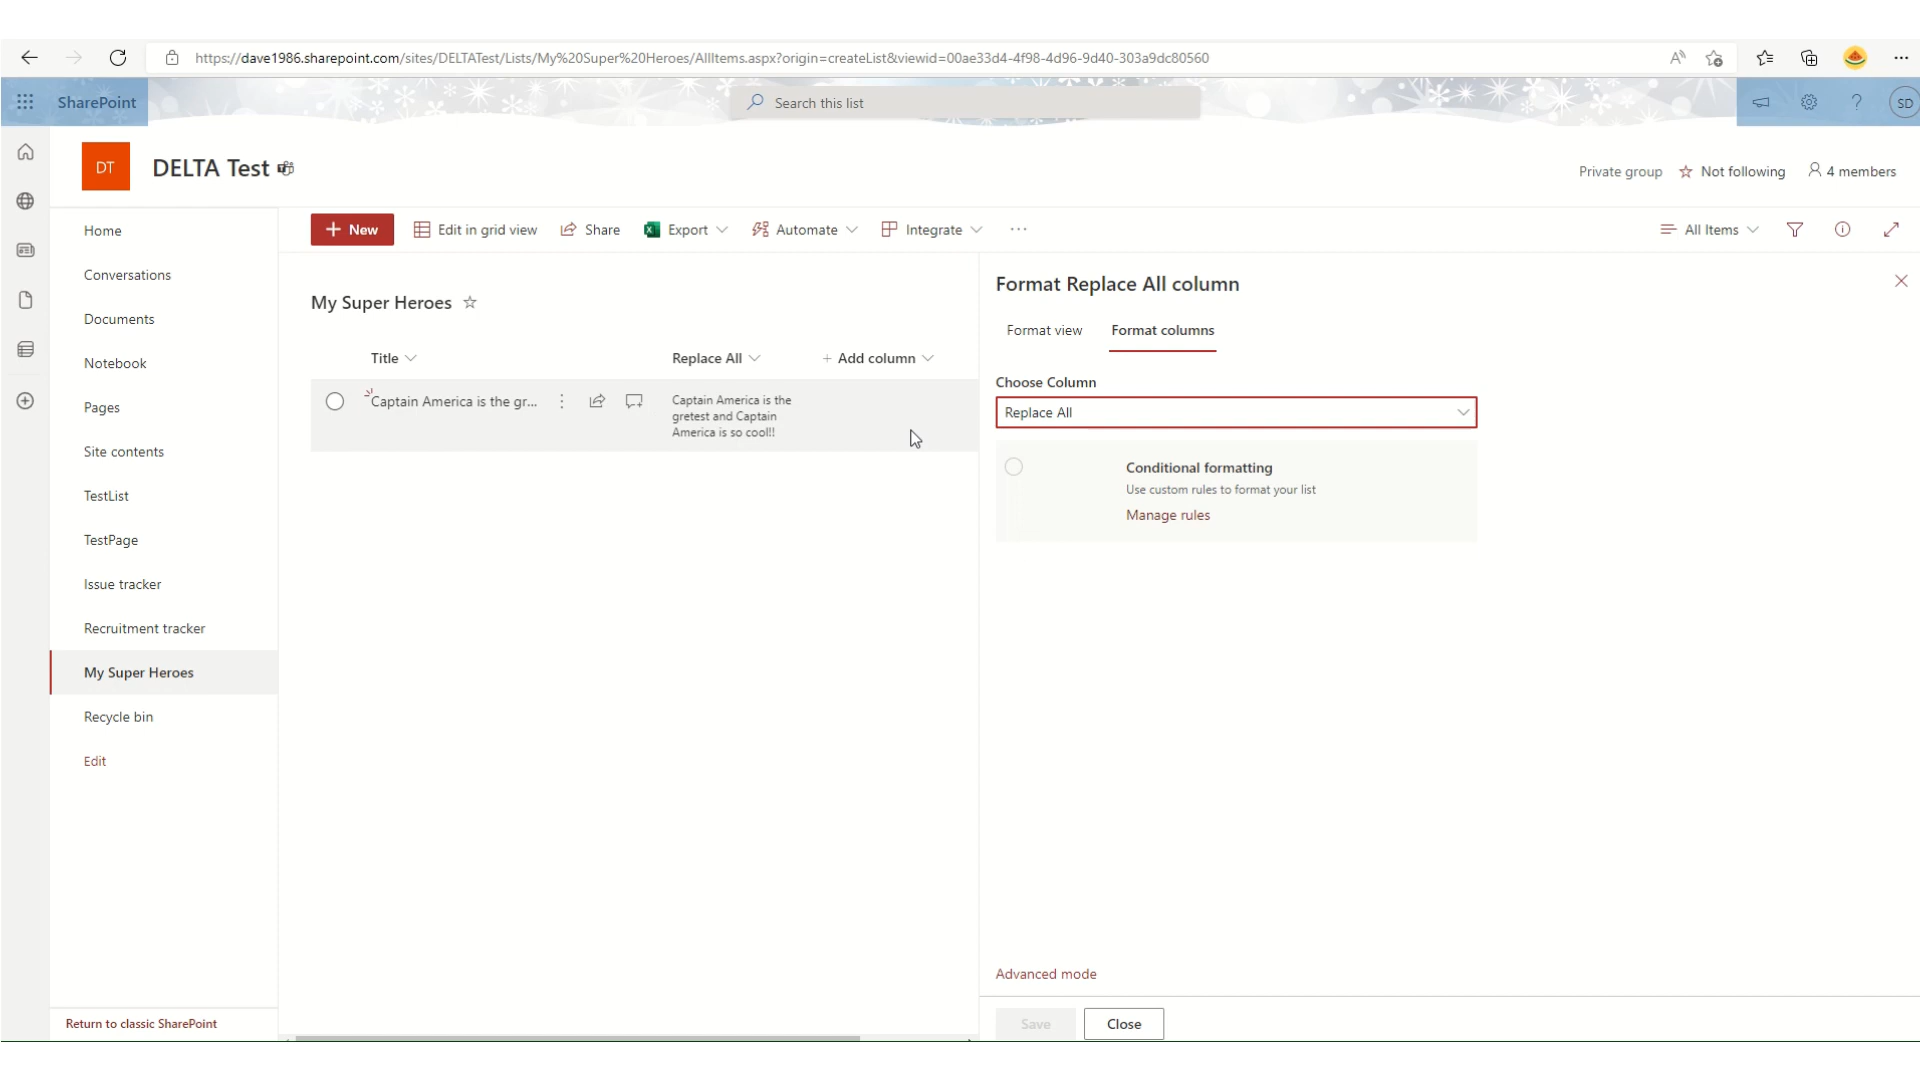 https://dave1986.sharepoint.com/sites/DELTATest/Lists/My%20Super%20Heroes/AllItems.aspx?origin=createList&viewid=00ae33d4-4f98-4d96-9d40-303a9dc80560
SharePoint
Search this list
SD
DT
DELTA Test
Private group
Not following
4 members
Home
Conversations
Documents
Notebook
Pages
Site contents
TestList
TestPage
Issue tracker
Recruitment tracker
My Super Heroes
Recycle bin
Edit
Return to classic SharePoint
New
Edit in grid view
Share
Export
Automate
Integrate
All Items
My Super Heroes
Title
Replace All
+ Add column
Captain America is the gr...
Captain America is the
gretest and Captain
America is so cool!!
Format Replace All column
Format view
Format columns
Choose Column
Replace All
Conditional formatting
Use custom rules to format your list
Manage rules
Advanced mode
Save
Close